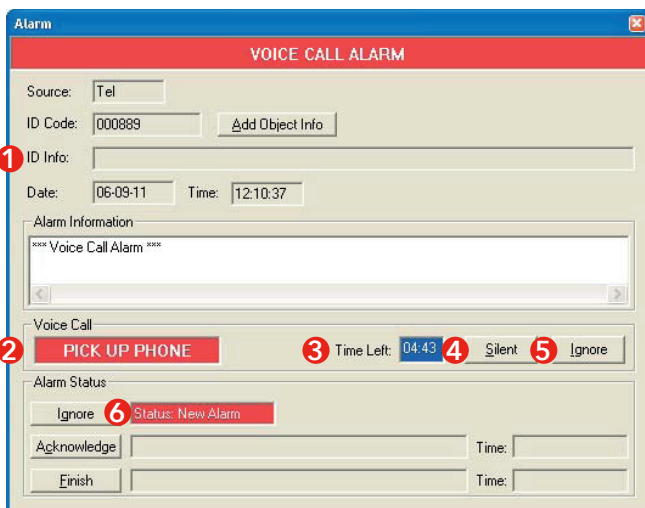 Alarm
VOICE CALL ALARM
Source: Tel
ID Code: 000889 Add Object Info
1 ID Info:
Date: 06-09-11 Time: 12:10:37
Alarm Information
*** Voice Call Alarm ***
Voice Call
2 PICK UP PHONE 3 Time Left: 04:43 4 Silent 5 Ignore
Alarm Status
Ignore 6 Status: New Alarm
Acknowledge Time:
Finish Time: